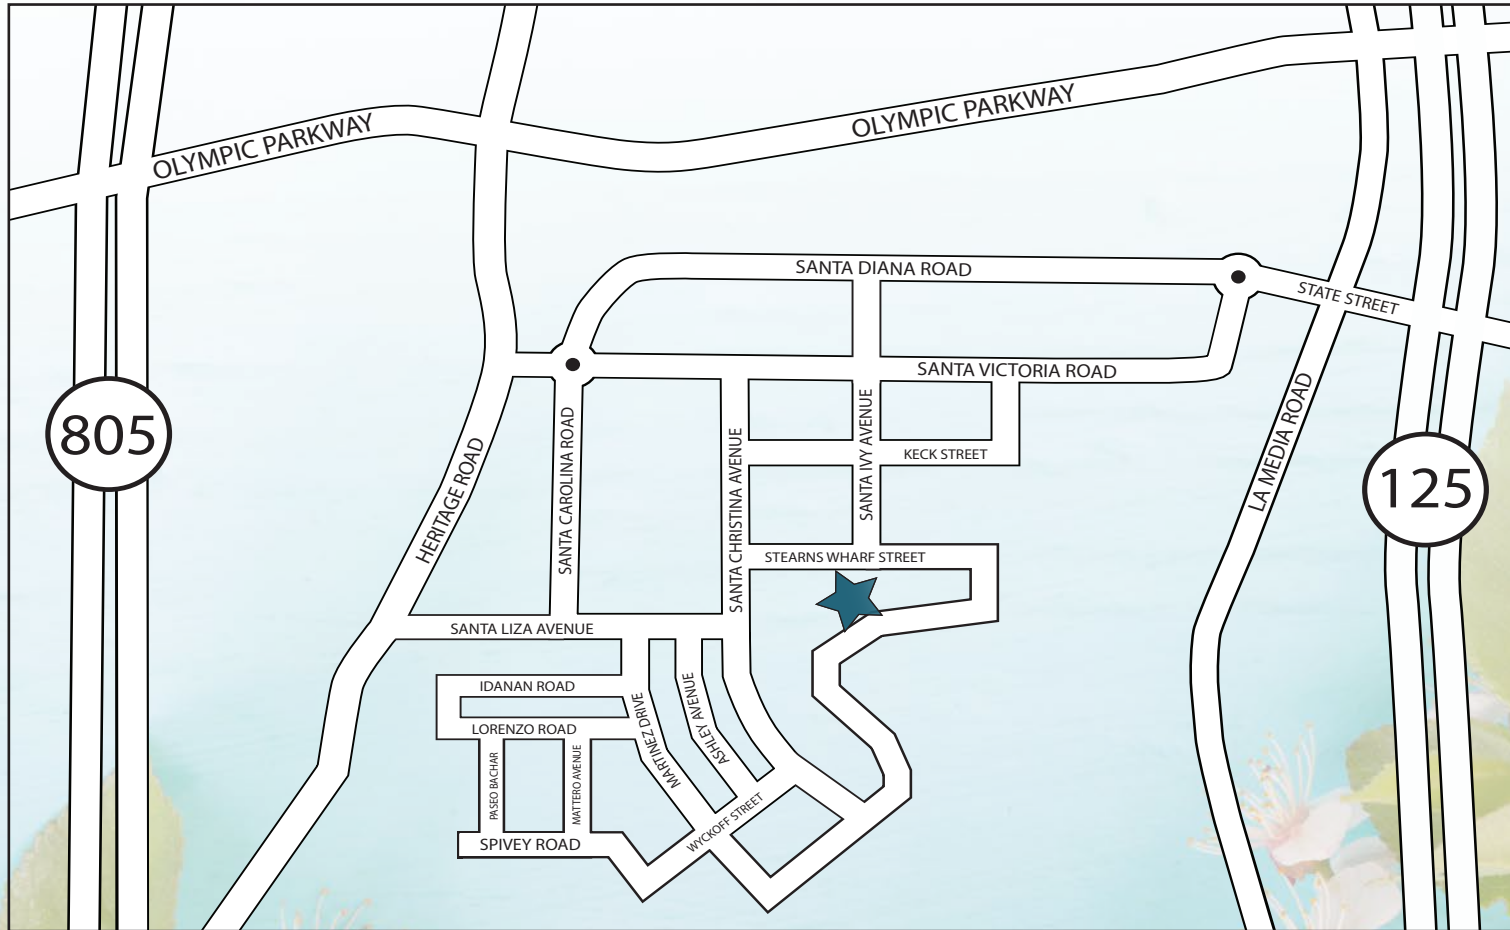 OLYMPIC PARKWAY
OLYMPIC PARKWAY
SANTA DIANA ROAD
STATE STREET
SANTA VICTORIA ROAD
805
HERITAGE ROAD
SANTA CAROLINA ROAD
SANTA CHRISTINA AVENUE
SANTA IVY AVENUE
KECK STREET
LA MEDIA ROAD
125
STEARNS WHARF STREET
SANTA LIZA AVENUE
IDANAN ROAD
LORENZO ROAD
MARTINEZ DRIVE
ASHLEY AVENUE
PASEO BACHAR
MATTERO AVENUE
WYCKOFF STREET
SPIVEY ROAD